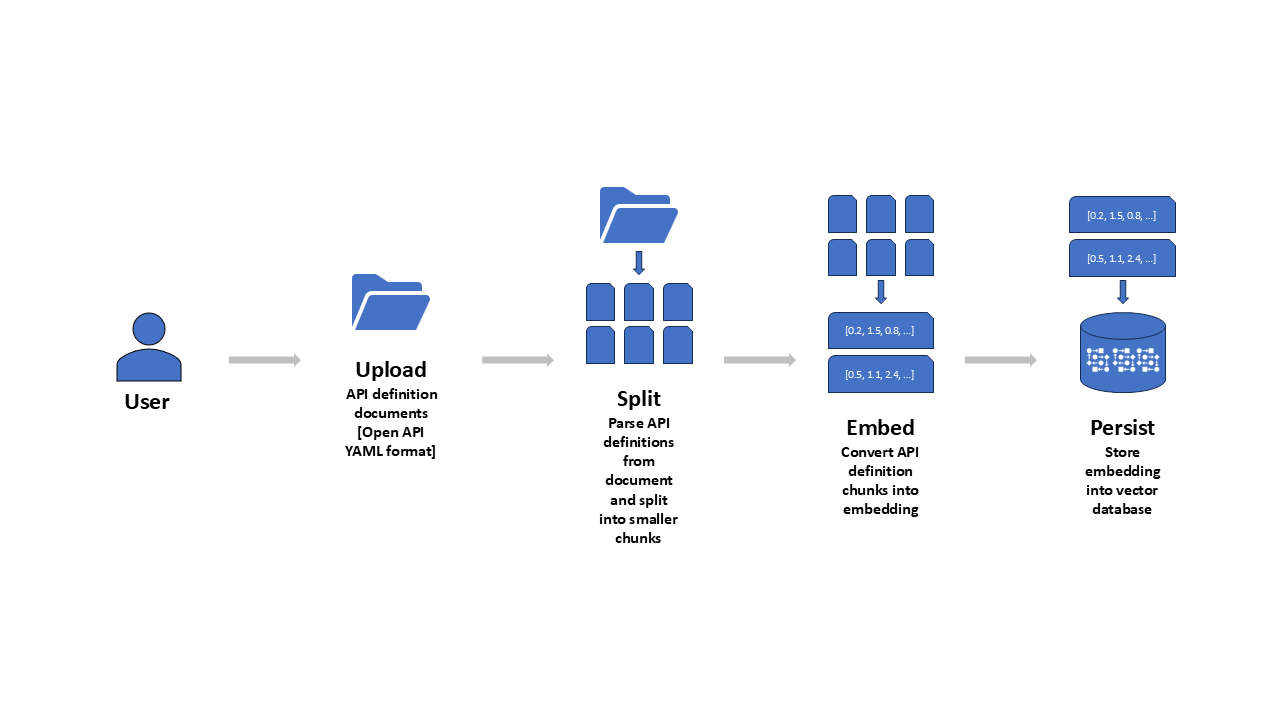 User
Upload
API definition
documents
[Open API
YAML format]
Split
Parse API
definitions
from
document
and split
into smaller
chunks
[0.2, 1.5, 0.8, ...]
[0.5, 1.1, 2.4, ...]
Embed
Convert API
definition
chunks into
embedding
[0.2, 1.5, 0.8, ...]
[0.5, 1.1, 2.4, ...]
Persist
Store
embedding
into vector
database